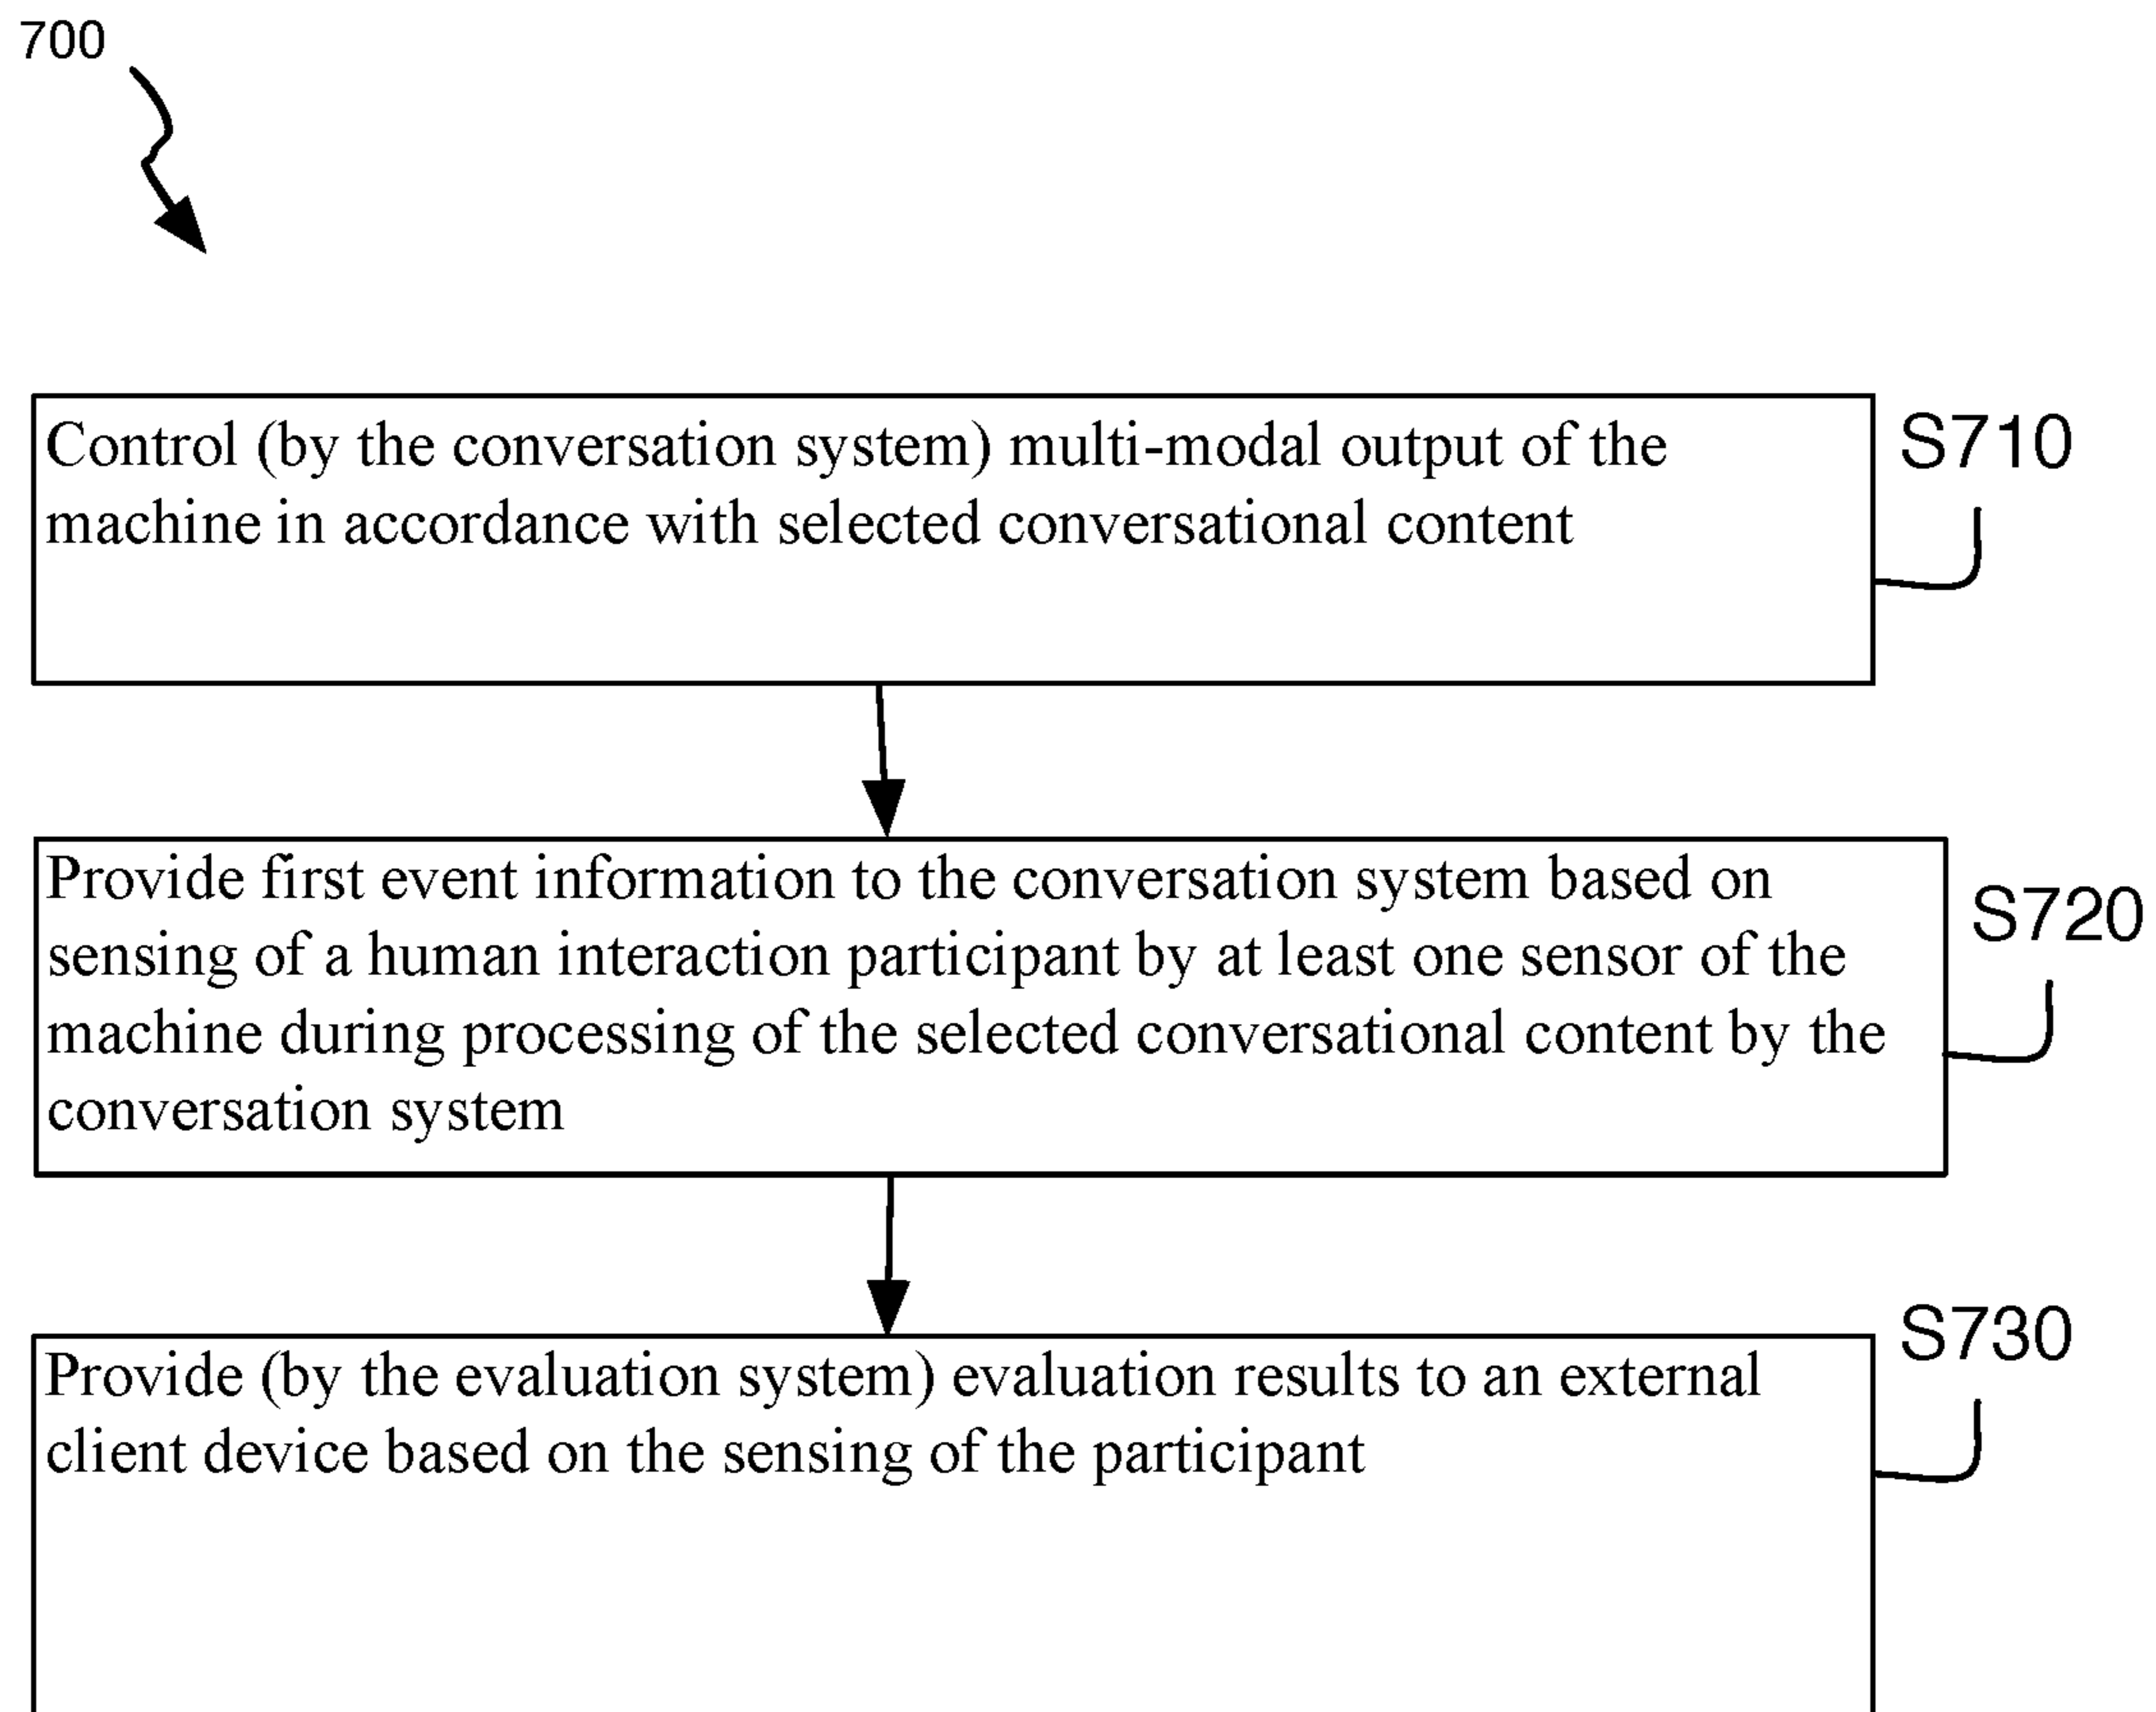 700
Control (by the conversation system) multi-modal output of the
machine in accordance with selected conversational content
S710
Provide first event information to the conversation system based on
sensing of a human interaction participant by at least one sensor of the
machine during processing of the selected conversational content by the
conversation system
S720
Provide (by the evaluation system) evaluation results to an external
client device based on the sensing of the participant
S730